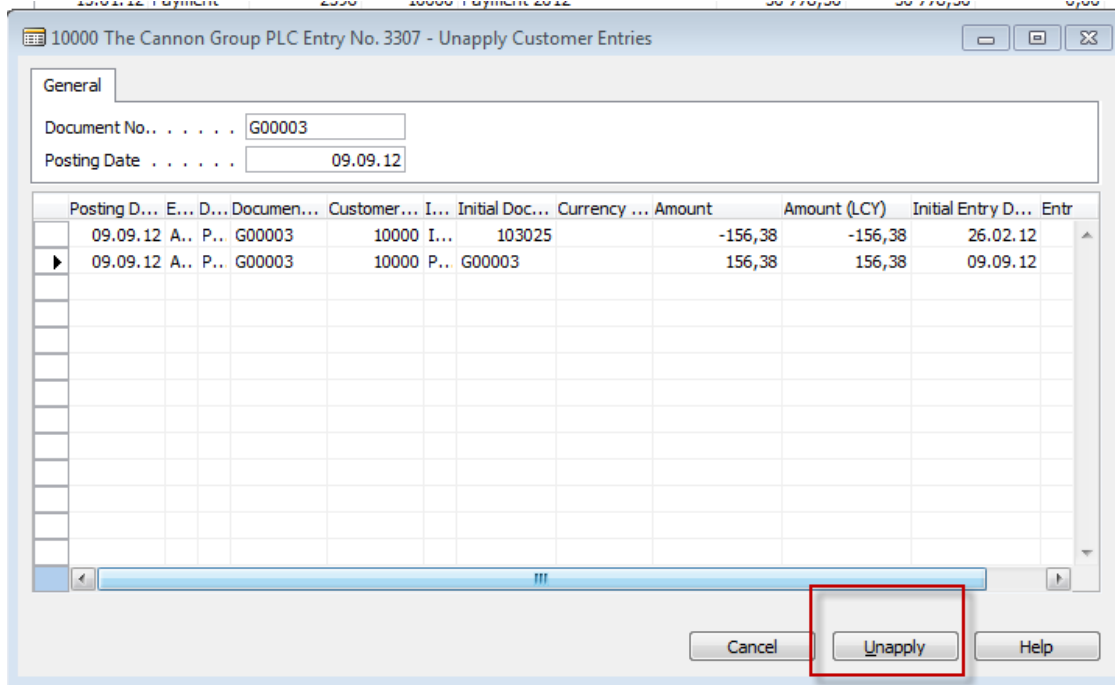 10000 The Cannon Group PLC Entry No. 3307 - Unapply Customer Entries
General
Document No.. . . . . . G00003
Posting Date . . . . . . 09.09.12
Posting D... E... D... Documen... Customer... I... Initial Doc... Currency ... Amount Amount (LCY) Initial Entry D... Entr
09.09.12 A.. P... G00003 10000 I... 103025 -156,38 -156,38 26.02.12
09.09.12 A.. P... G00003 10000 P... G00003 156,38 156,38 09.09.12
Cancel Unapply Help